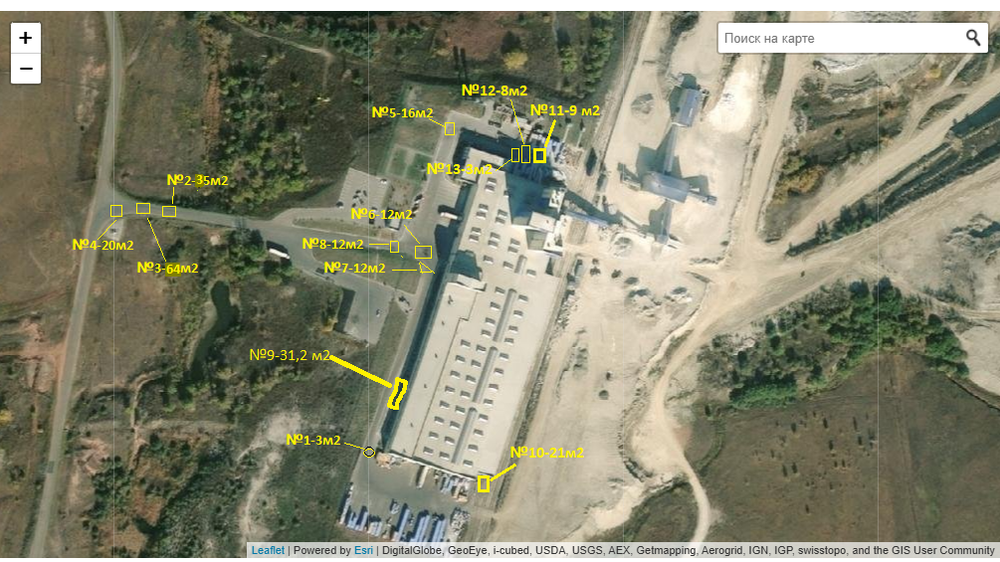 +
−
Поиск на карте
№12-8м2
№11-9 м2
№5-16м2
№13-3м2
№2-35м2
№6-12м2
№4-20м2
№8-12м2
№3-64м2
№7-12м2
№9-31,2 м2
№1-3м2
№10-21м2
Leaflet | Powered by Esri | DigitalGlobe, GeoEye, i-cubed, USDA, USGS, AEX, Getmapping, Aerogrid, IGN, IGP, swisstopo, and the GIS User Community